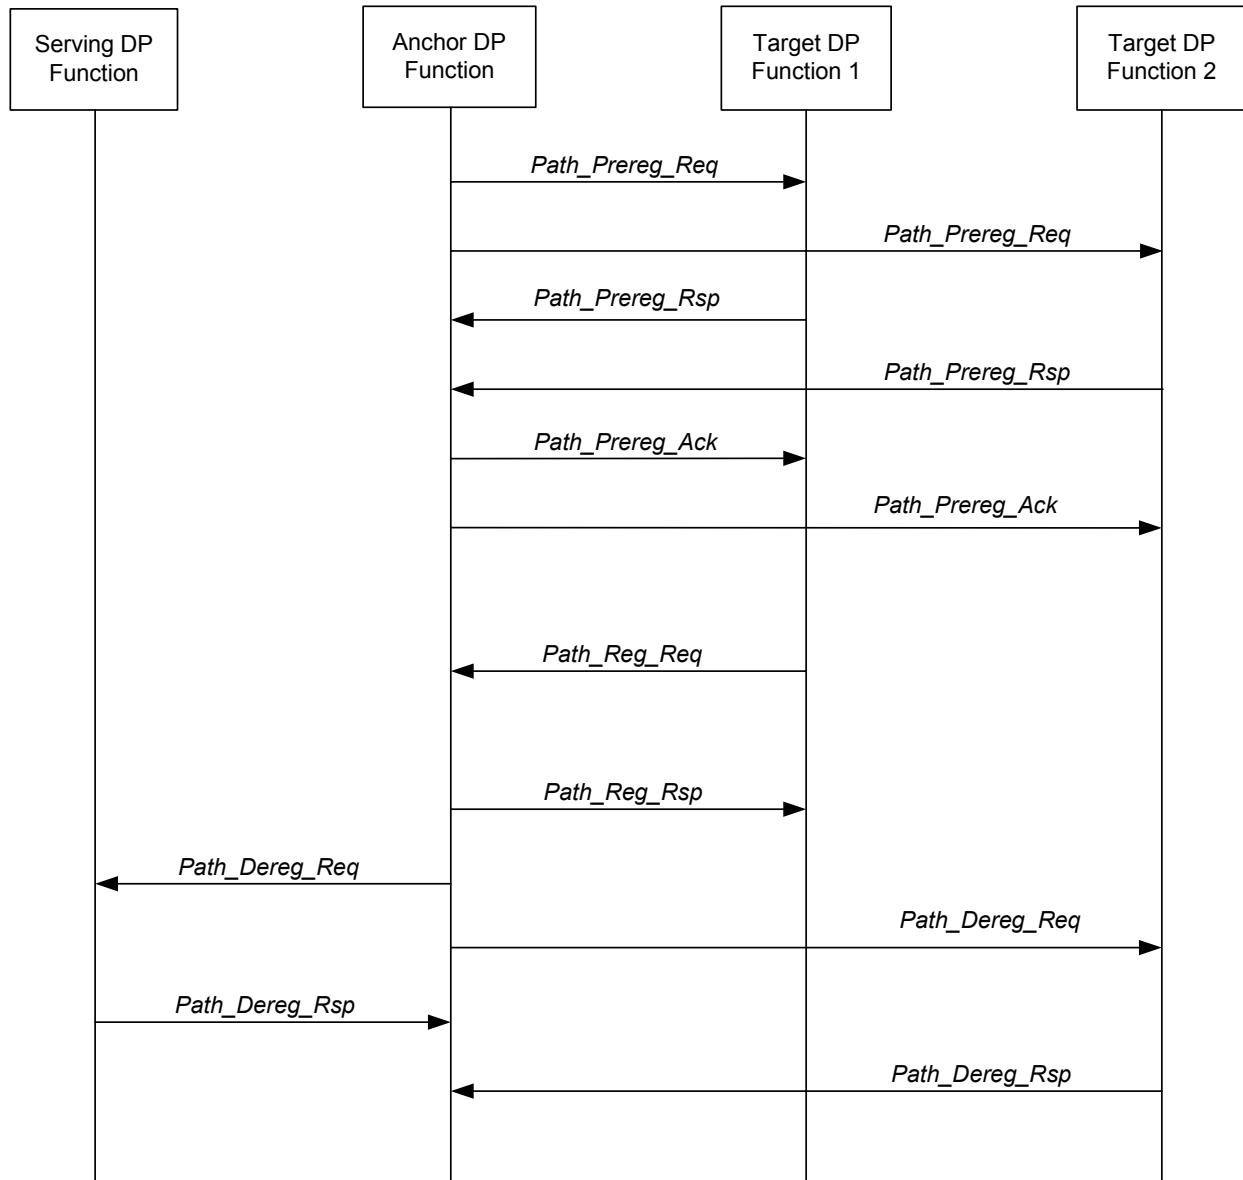 Serving DP
Function
Anchor DP
Function
Target DP
Function 1
Target DP
Function 2
Path_Prereg_Req
Path_Prereg_Req
Path_Prereg_Rsp
Path_Prereg_Rsp
Path_Prereg_Ack
Path_Prereg_Ack
Path_Reg_Req
Path_Reg_Rsp
Path_Dereg_Req
Path_Dereg_Req
Path_Dereg_Rsp
Path_Dereg_Rsp